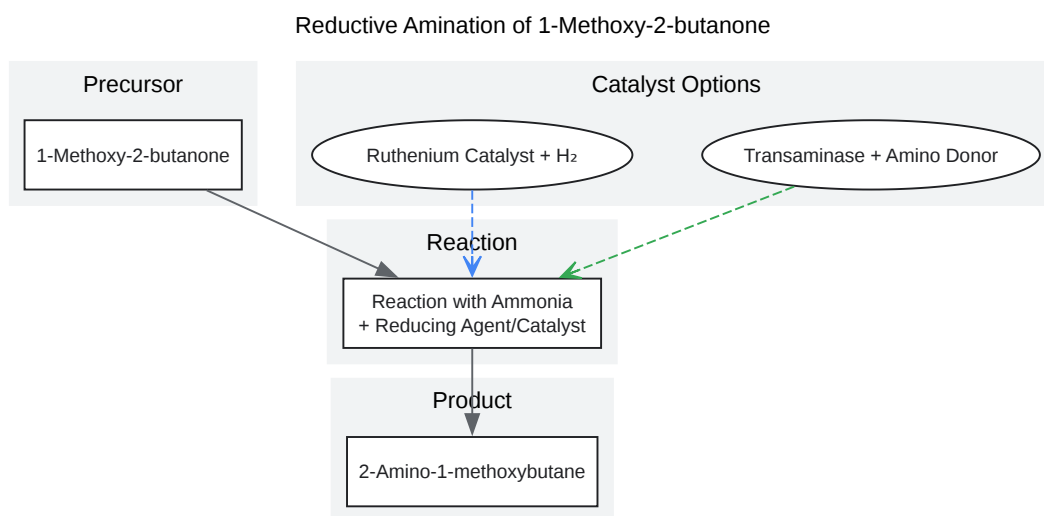 Reductive Amination of 1-Methoxy-2-butanone
Precursor
Catalyst Options
1-Methoxy-2-butanone
Ruthenium Catalyst + H₂
Transaminase + Amino Donor
Reaction
Reaction with Ammonia
+ Reducing Agent/Catalyst
Product
2-Amino-1-methoxybutane